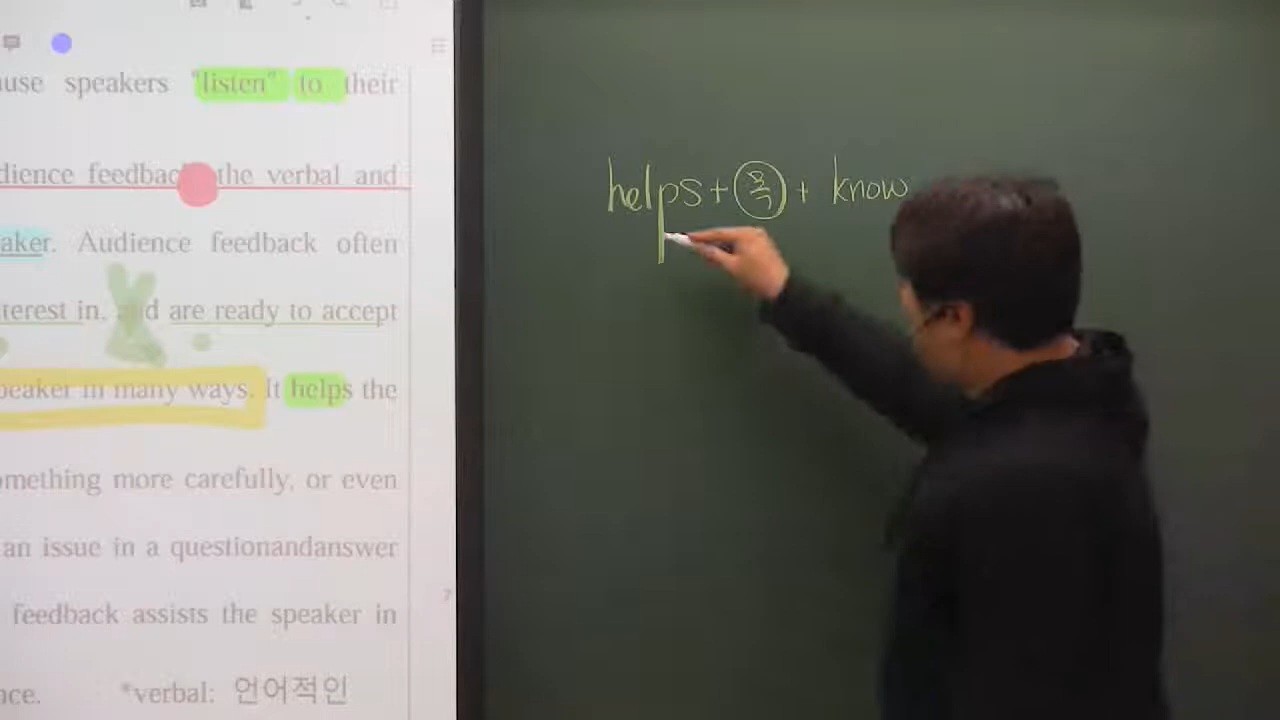 use speakers "listen" to their
dience feedback, the verbal and
aker. Audience feedback often
terest in, and are ready to accept
peaker in many ways. It helps the
omething more carefully, or even
an issue in a questionandanswer
feedback assists the speaker in
nce. *verbal: 언어적인
7
helps + 목 + know